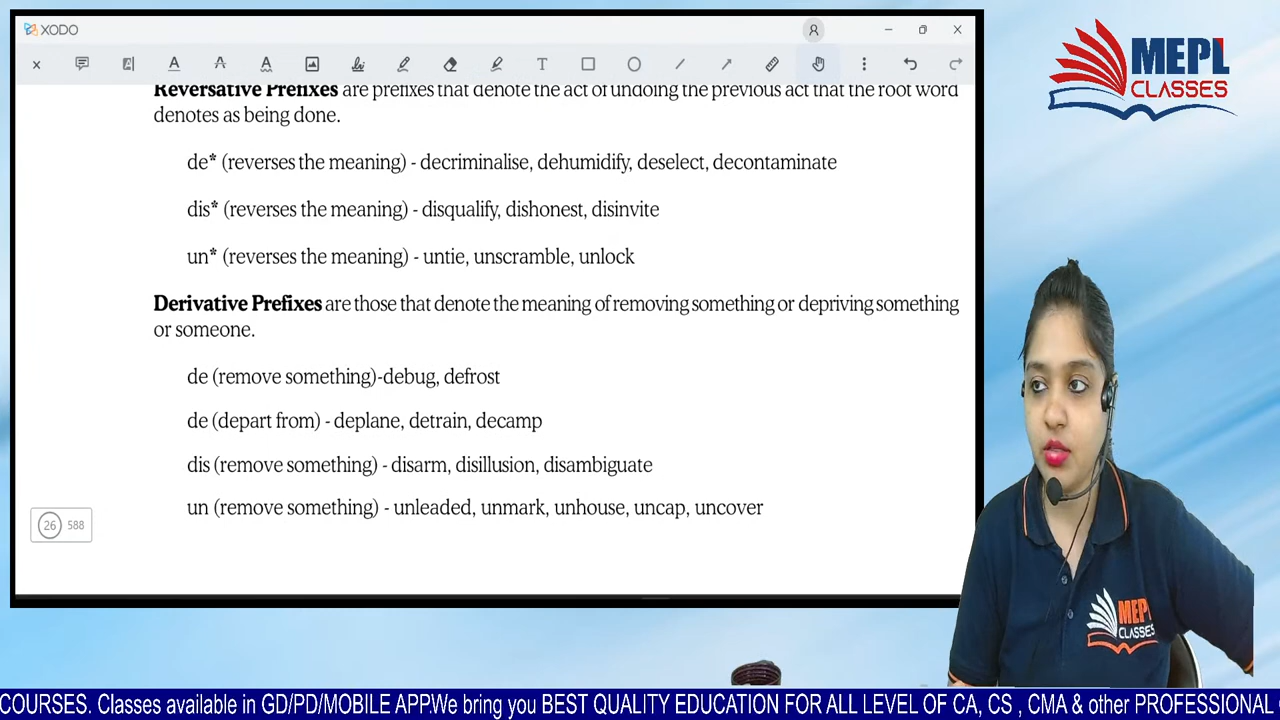 XODO
MEPL
CLASSES
Reversative Prefixes are prefixes that denote the act of undoing the previous act that the root word
denotes as being done.
de* (reverses the meaning) - decriminalise, dehumidify, deselect, decontaminate
dis* (reverses the meaning) - disqualify, dishonest, disinvite
un* (reverses the meaning) - untie, unscramble, unlock
Derivative Prefixes are those that denote the meaning of removing something or depriving something
or someone.
de (remove something)-debug, defrost
de (depart from) - deplane, detrain, decamp
dis (remove something) - disarm, disillusion, disambiguate
un (remove something) - unleaded, unmark, unhouse, uncap, uncover
26 588
MEPL
CLASSES
COURSES. Classes available in GD/PD/MOBILE APP.We bring you BEST QUALITY EDUCATION FOR ALL LEVEL OF CA, CS , CMA & other PROFESSIONAL